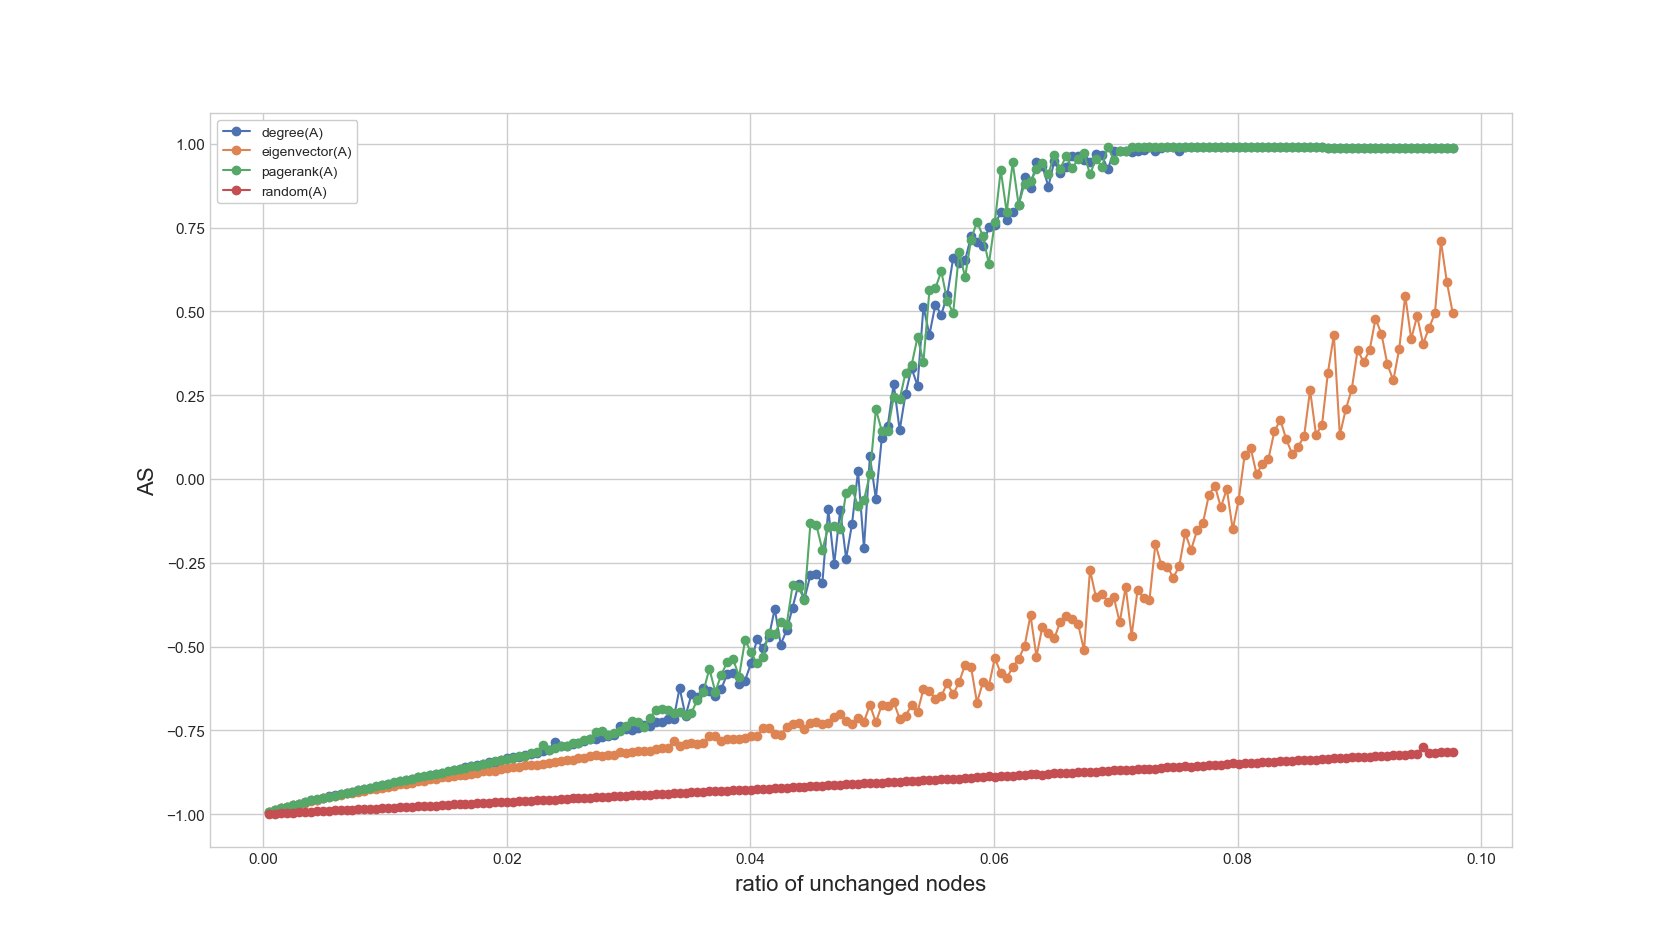 degree(A)
eigenvector(A)
pagerank(A)
random(A)
1.00
0.75
0.50
0.25
0.00
−0.25
−0.50
−0.75
−1.00
AS
0.00 0.02 0.04 0.06 0.08 0.10
ratio of unchanged nodes